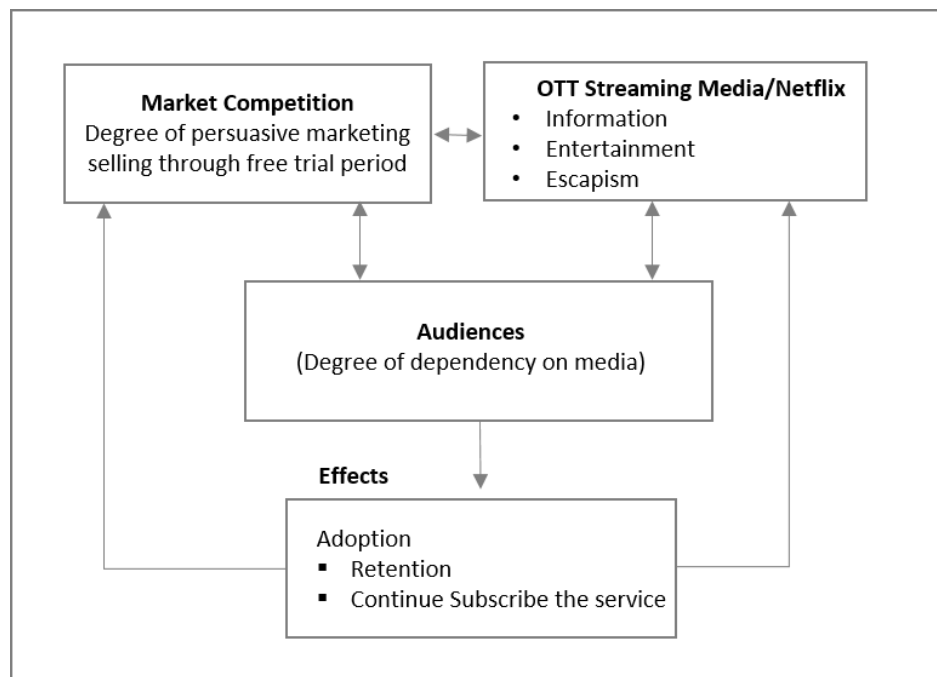 Market Competition
Degree of persuasive marketing
selling through free trial period
OTT Streaming Media/Netflix
• Information
• Entertainment
• Escapism
Audiences
(Degree of dependency on media)
Effects
Adoption
▪ Retention
▪ Continue Subscribe the service